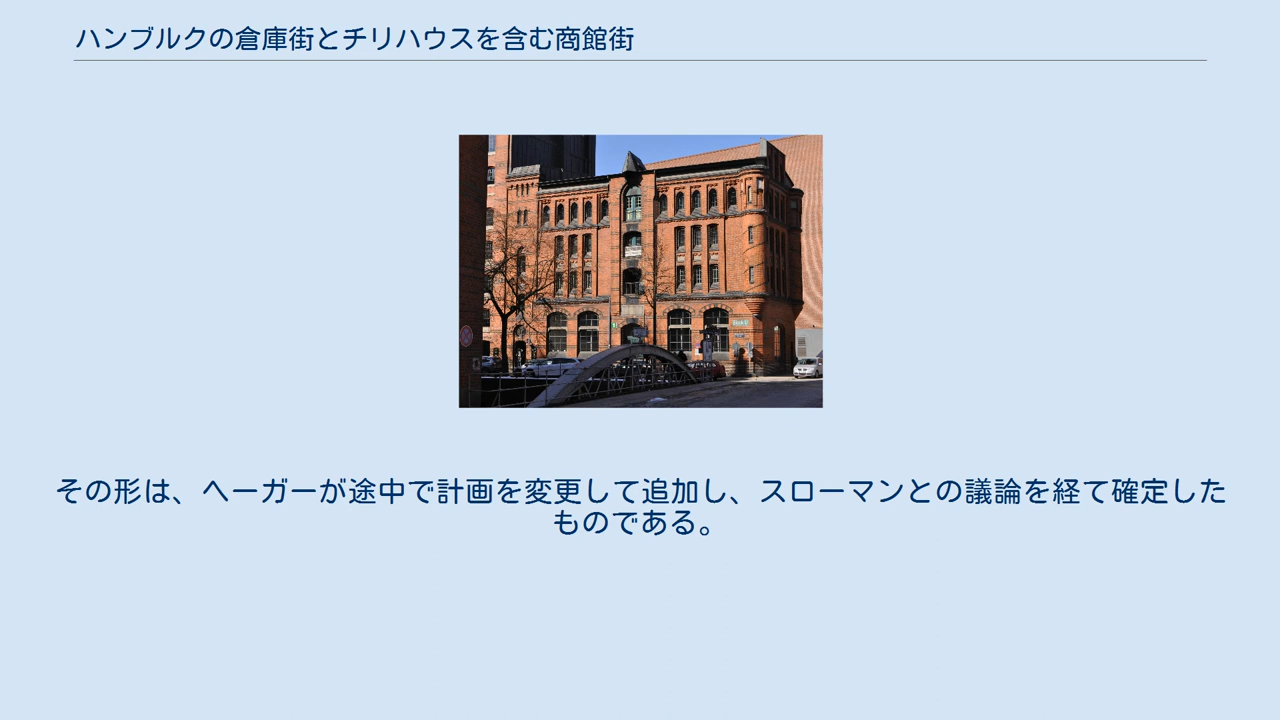 ハンブルクの倉庫街とチリハウスを含む商館街
その形は、ヘーガーが途中で計画を変更して追加し、スローマンとの議論を経て確定した
ものである。